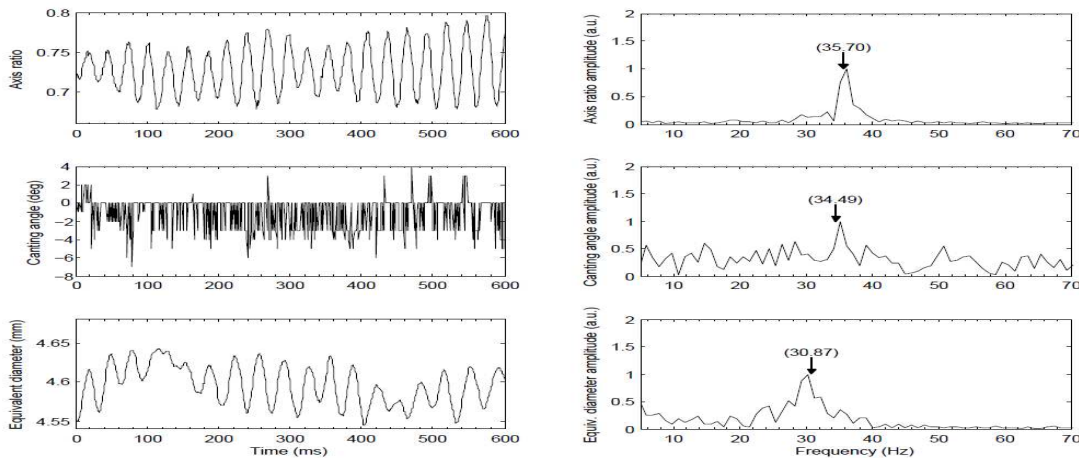 0.8
0.75
0.7
Axis ratio
0 100 200 300 400 500 600
2
1.5
1
0.5
0
Axis ratio amplitude (a.u.)
(35.70)
10 20 30 40 50 60 70
4
2
0
−2
−4
−6
−8
Canting angle (deg)
0 100 200 300 400 500 600
2
1.5
1
0.5
0
Canting angle amplitude (a.u.)
(34.49)
10 20 30 40 50 60 70
4.65
4.6
4.55
Equivalent diameter (mm)
0 100 200 300 400 500 600
Time (ms)
2
1.5
1
0.5
0
Equiv. diameter amplitude (a.u.)
(30.87)
10 20 30 40 50 60 70
Frequency (Hz)